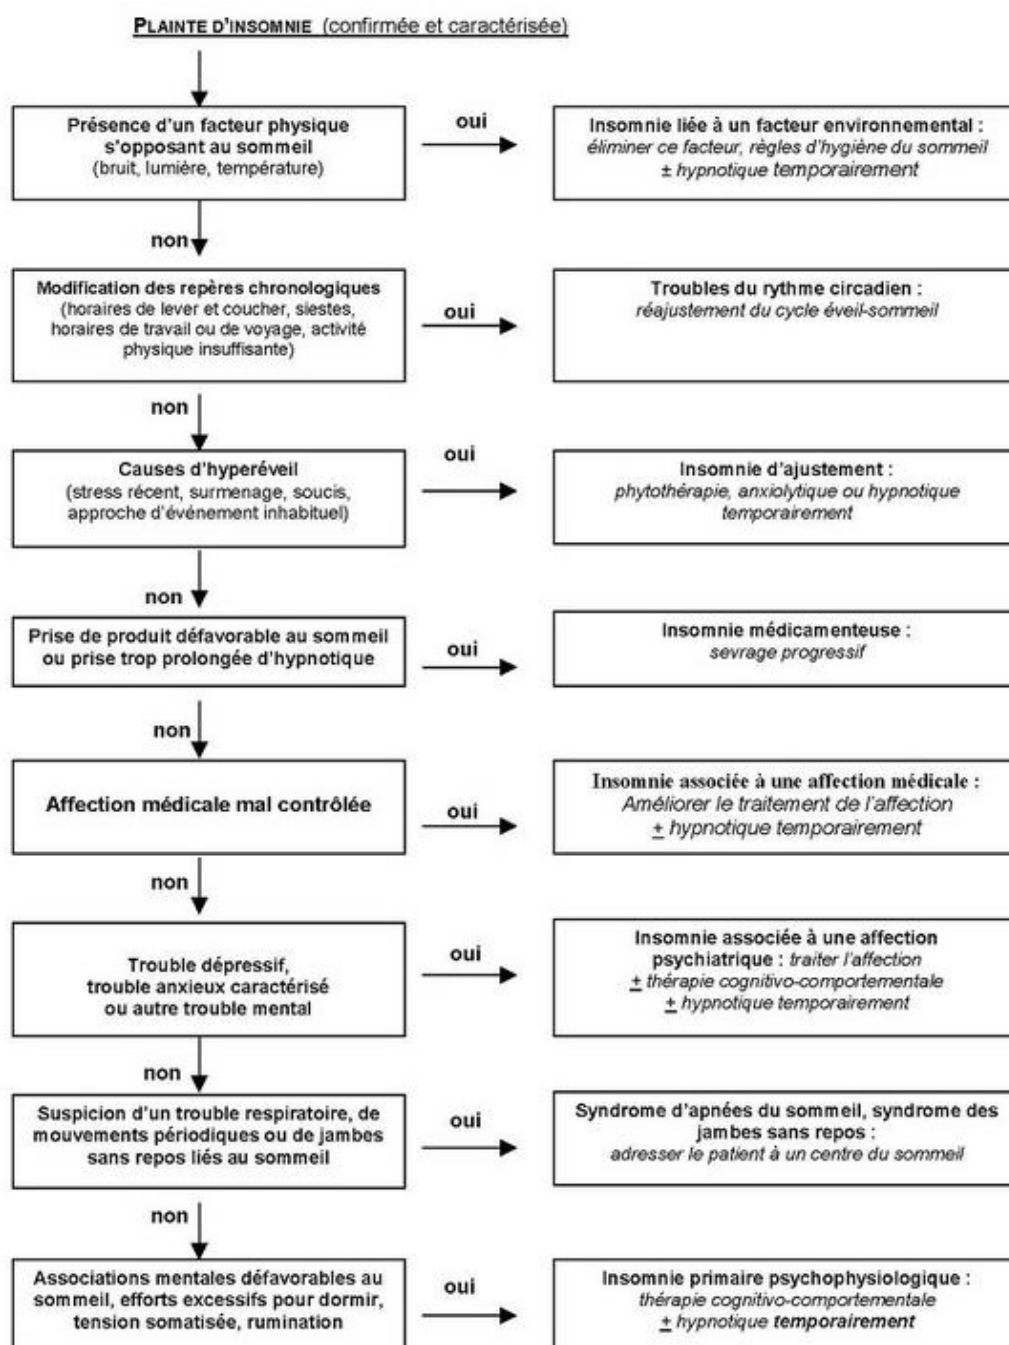 PLAINTE D'INSOMNIE (confirmée et caractérisée)
Présence d'un facteur physique
s'opposant au sommeil
(bruit, lumière, température)
oui
Insomnie liée à un facteur environnemental :
éliminer ce facteur, règles d'hygiène du sommeil
± hypnotique temporairement
non
Modification des repères chronologiques
(horaires de lever et coucher, siestes,
horaires de travail ou de voyage, activité
physique insuffisante)
oui
Troubles du rythme circadien :
réajustement du cycle éveil-sommeil
non
Causes d'hyperéveil
(stress récent, surmenage, soucis,
approche d'événement inhabituel)
oui
Insomnie d'ajustement :
phytothérapie, anxiolytique ou hypnotique
temporairement
non
Prise de produit défavorable au sommeil
ou prise trop prolongée d'hypnotique
oui
Insomnie médicamenteuse :
sevrage progressif
non
Affection médicale mal contrôlée
oui
Insomnie associée à une affection médicale :
Améliorer le traitement de l'affection
± hypnotique temporairement
non
Trouble dépressif,
trouble anxieux caractérisé
ou autre trouble mental
oui
Insomnie associée à une affection
psychiatrique : traiter l'affection
± thérapie cognitivo-comportementale
± hypnotique temporairement
non
Suspicion d'un trouble respiratoire, de
mouvements périodiques ou de jambes
sans repos liés au sommeil
oui
Syndrome d'apnées du sommeil, syndrome des
jambes sans repos :
adresser le patient à un centre du sommeil
non
Associations mentales défavorables au
sommeil, efforts excessifs pour dormir,
tension somatisée, rumination
oui
Insomnie primaire psychophysiologique :
thérapie cognitivo-comportementale
± hypnotique temporairement